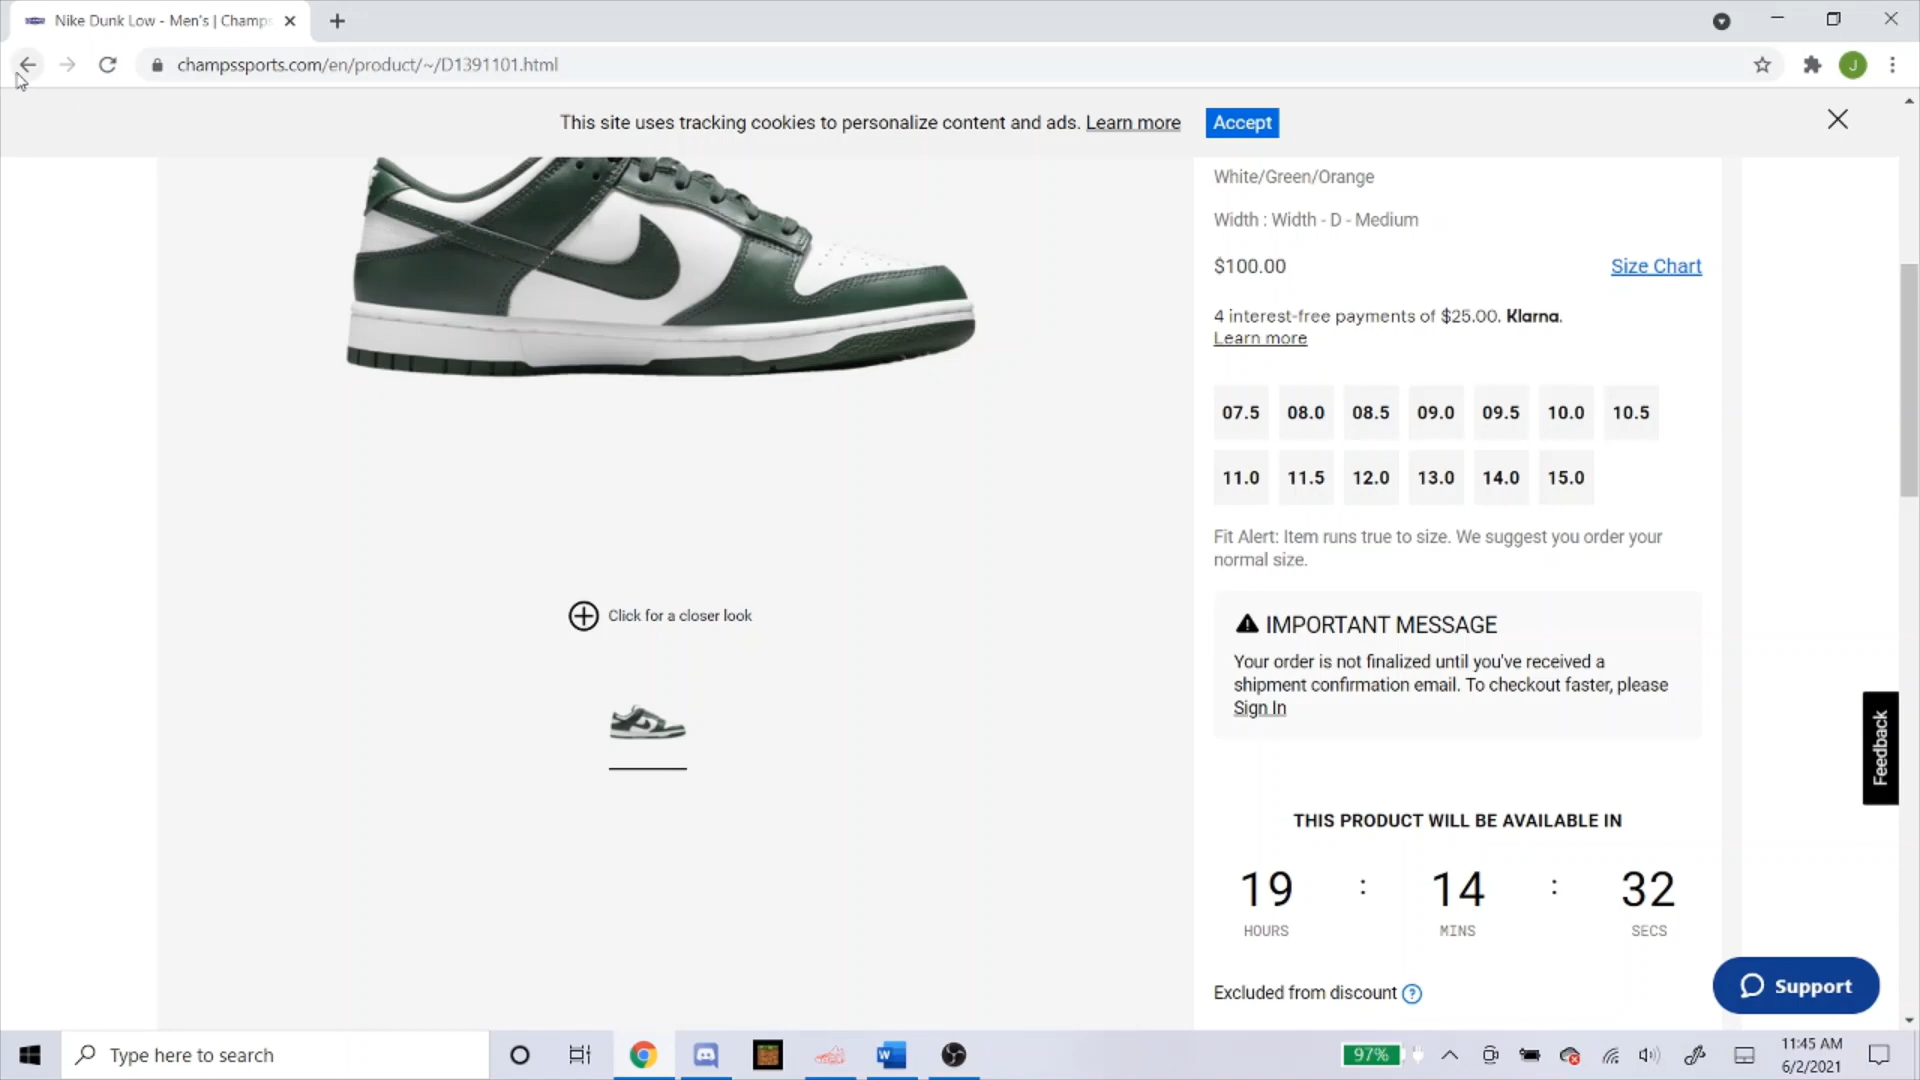 Nike Dunk Low - Men's | Champs
champssports.com/en/product/~/D1391101.html
J
This site uses tracking cookies to personalize content and ads. Learn more
Accept
White/Green/Orange
Width : Width - D - Medium
$100.00
Size Chart
4 interest-free payments of $25.00. Klarna.
Learn more
07.5 08.0 08.5 09.0 09.5 10.0 10.5
11.0 11.5 12.0 13.0 14.0 15.0
Fit Alert: Item runs true to size. We suggest you order your
normal size.
Click for a closer look
IMPORTANT MESSAGE
Your order is not finalized until you've received a
shipment confirmation email. To checkout faster, please
Sign In
Feedback
THIS PRODUCT WILL BE AVAILABLE IN
19 : 14 : 32
HOURS MINS SECS
Excluded from discount ?
Support
Type here to search
W
97%
11:45 AM
6/2/2021